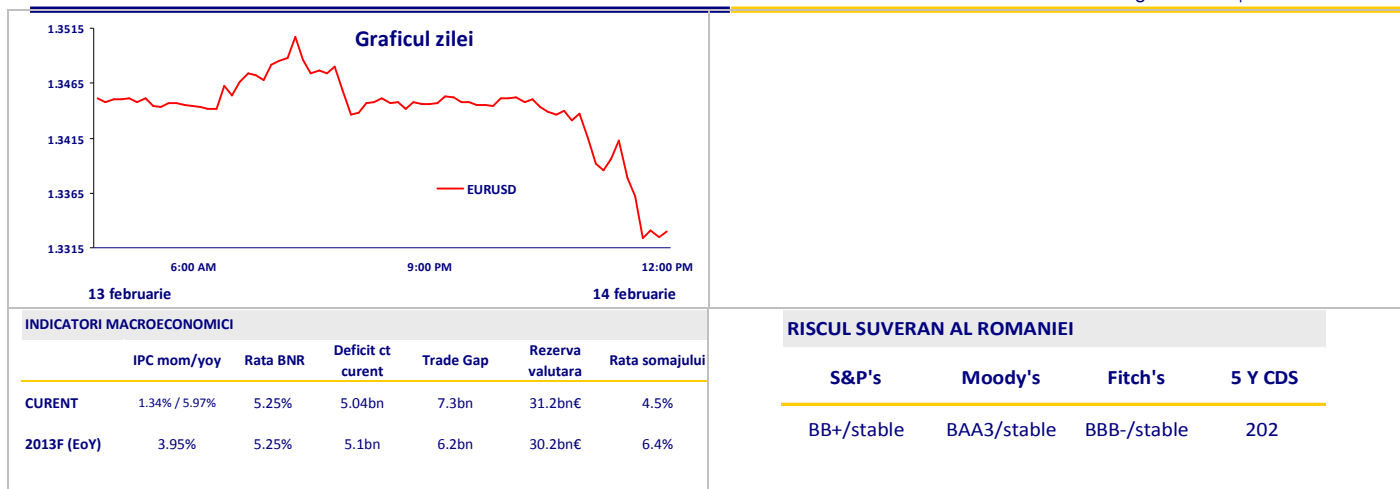 Graficul zilei
1.3515
1.3465
1.3415
1.3365
1.3315
EURUSD
6:00 AM 9:00 PM 12:00 PM
13 februarie 14 februarie
INDICATORI MACROECONOMICI
IPC mom/yoy Rata BNR Deficit ct curent Trade Gap Rezerva valutara Rata somajului
CURENT 1.34% / 5.97% 5.25% 5.04bn 7.3bn 31.2bn€ 4.5%
2013F (EoY) 3.95% 5.25% 5.1bn 6.2bn 30.2bn€ 6.4%
RISCUL SUVERAN AL ROMANIEI
S&P's Moody's Fitch's 5 Y CDS
BB+/stable BAA3/stable BBB-/stable 202